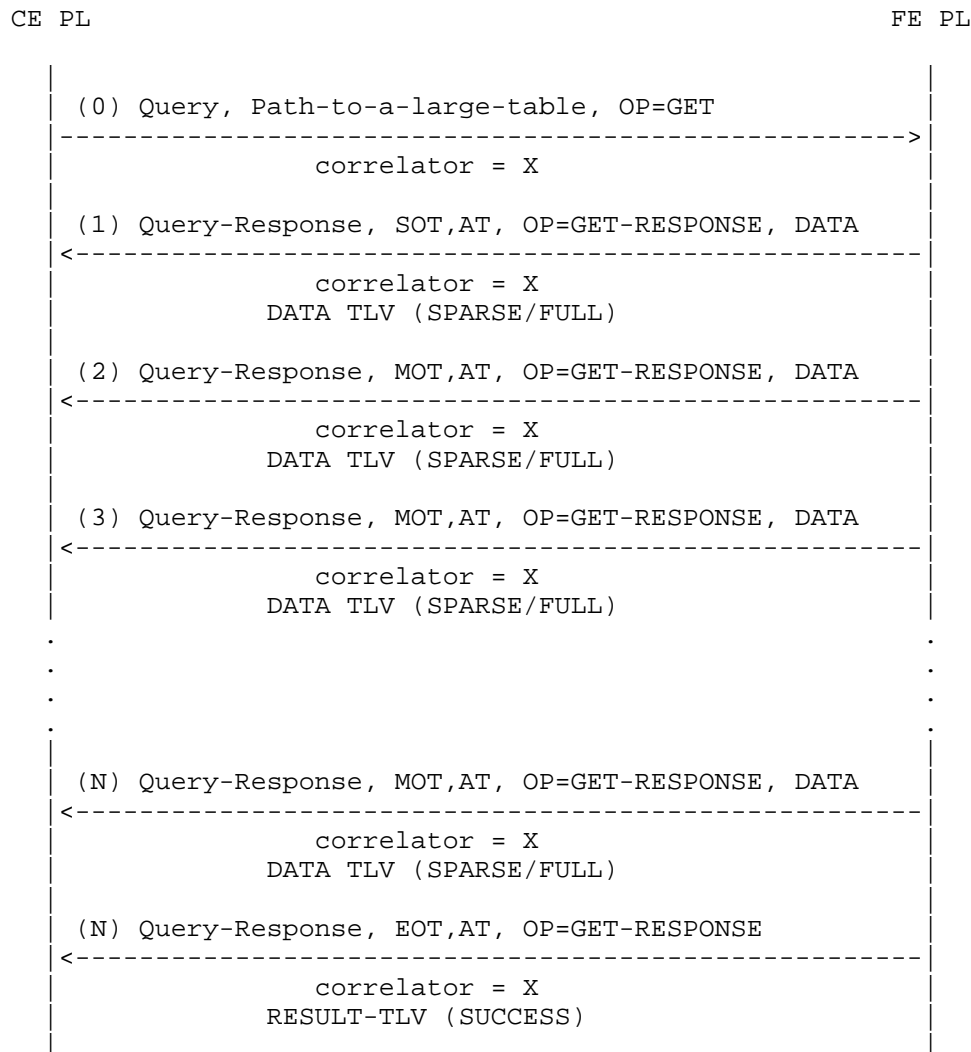 CE PL FE PL
(0) Query, Path-to-a-large-table, OP=GET
correlator = X
(1) Query-Response, SOT,AT, OP=GET-RESPONSE, DATA
correlator = X
DATA TLV (SPARSE/FULL)
(2) Query-Response, MOT,AT, OP=GET-RESPONSE, DATA
correlator = X
DATA TLV (SPARSE/FULL)
(3) Query-Response, MOT,AT, OP=GET-RESPONSE, DATA
correlator = X
DATA TLV (SPARSE/FULL)
(N) Query-Response, MOT,AT, OP=GET-RESPONSE, DATA
correlator = X
DATA TLV (SPARSE/FULL)
(N) Query-Response, EOT,AT, OP=GET-RESPONSE
correlator = X
RESULT-TLV (SUCCESS)